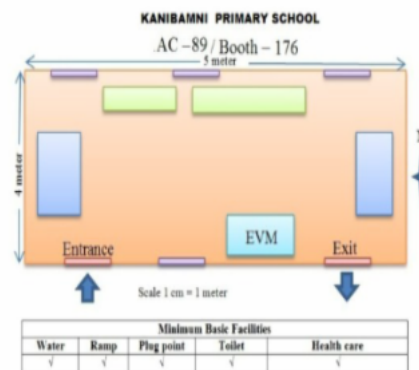 KANIBAMNI PRIMARY SCHOOL
.AC -89/ Booth - 176
5 meter
4 meter
EVM
Entrance Exit
Scale 1 cm = 1 meter
Minimum Basic Facilities
Water Ramp Plug point Toilet Health care
√ √ √ √ √